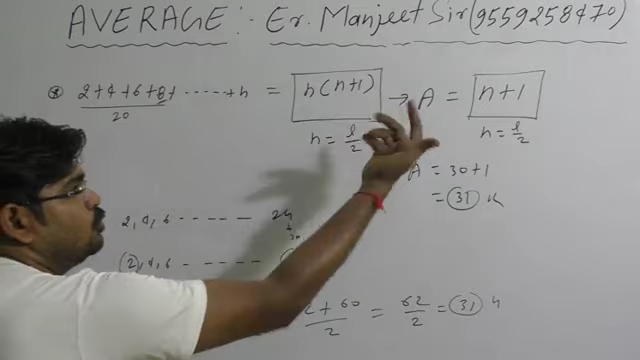 AVERAGE :- Er. Manjeet Sir (9559258470)
2+4+6+8+ ......+n = n(n+1) → A = n+1
20
n = l/2 n = l/2
A = 30+1
= 31
2,4,6 ------
2,4,6 -----
+ 60 / 2 = 62/2 = 31